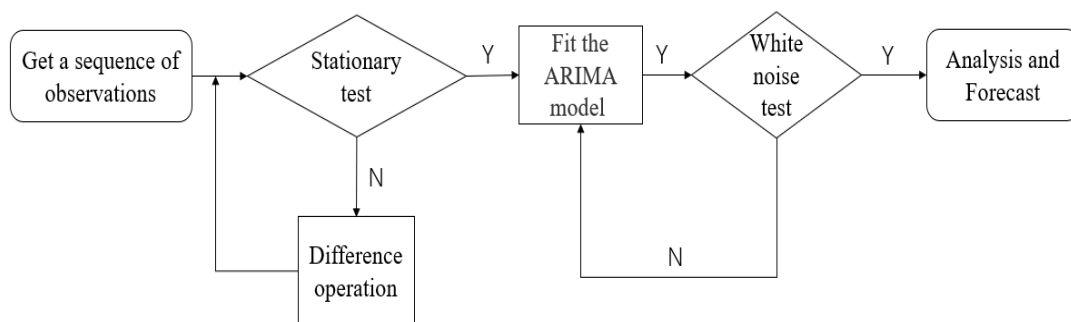 Get a sequence of
observations
Stationary
test
Y
Fit the
ARIMA
model
Y
White
noise
test
Y
Analysis and
Forecast
N
Difference
operation
N